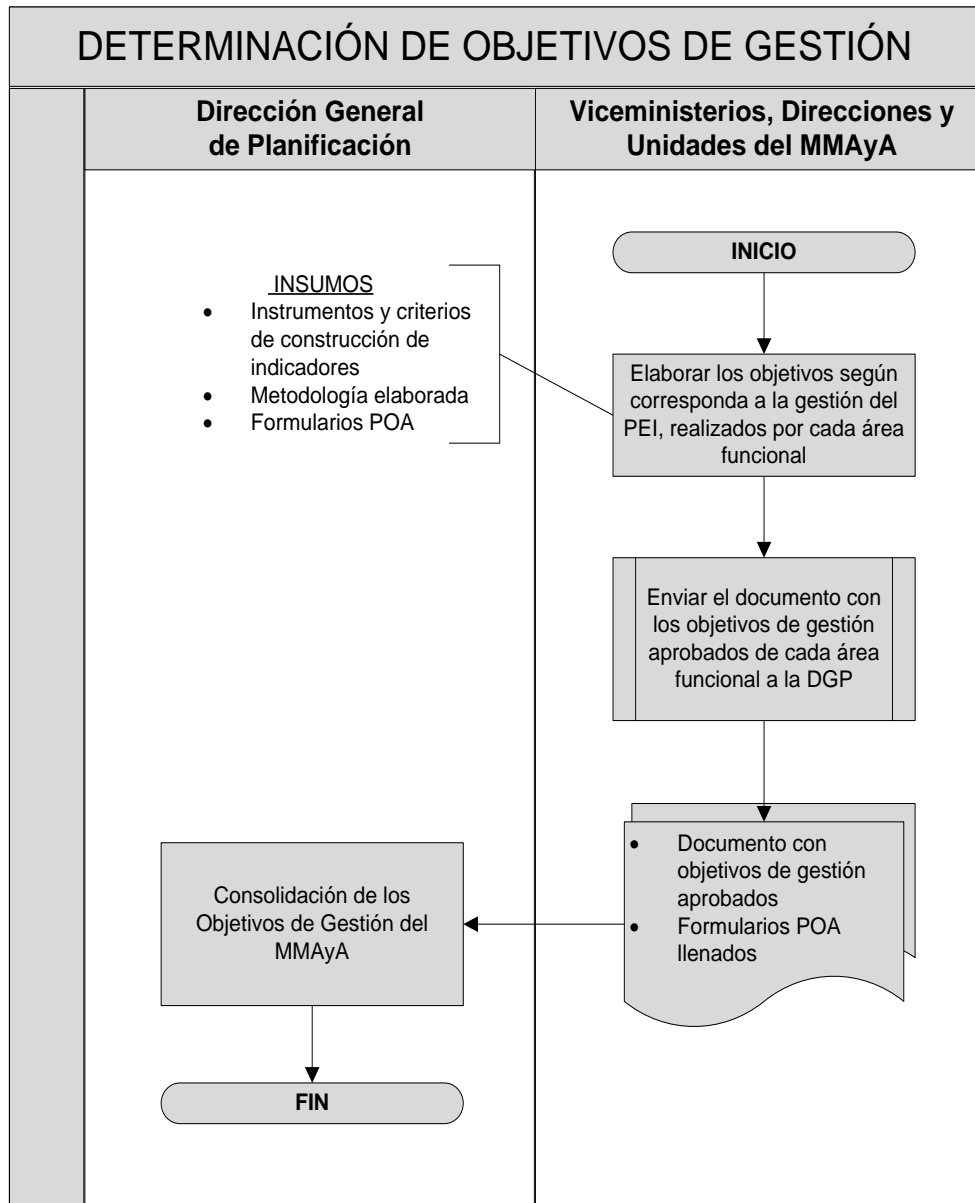 DETERMINACIÓN DE OBJETIVOS DE GESTIÓN
Dirección General
de Planificación
Viceministerios, Direcciones y
Unidades del MMAyA
INICIO
INSUMOS
• Instrumentos y criterios
de construcción de
indicadores
• Metodología elaborada
• Formularios POA
Elaborar los objetivos según
corresponda a la gestión del
PEI, realizados por cada área
funcional
Enviar el documento con
los objetivos de gestión
aprobados de cada área
funcional a la DGP
• Documento con
objetivos de gestión
aprobados
• Formularios POA
llenados
Consolidación de los
Objetivos de Gestión del
MMAyA
FIN